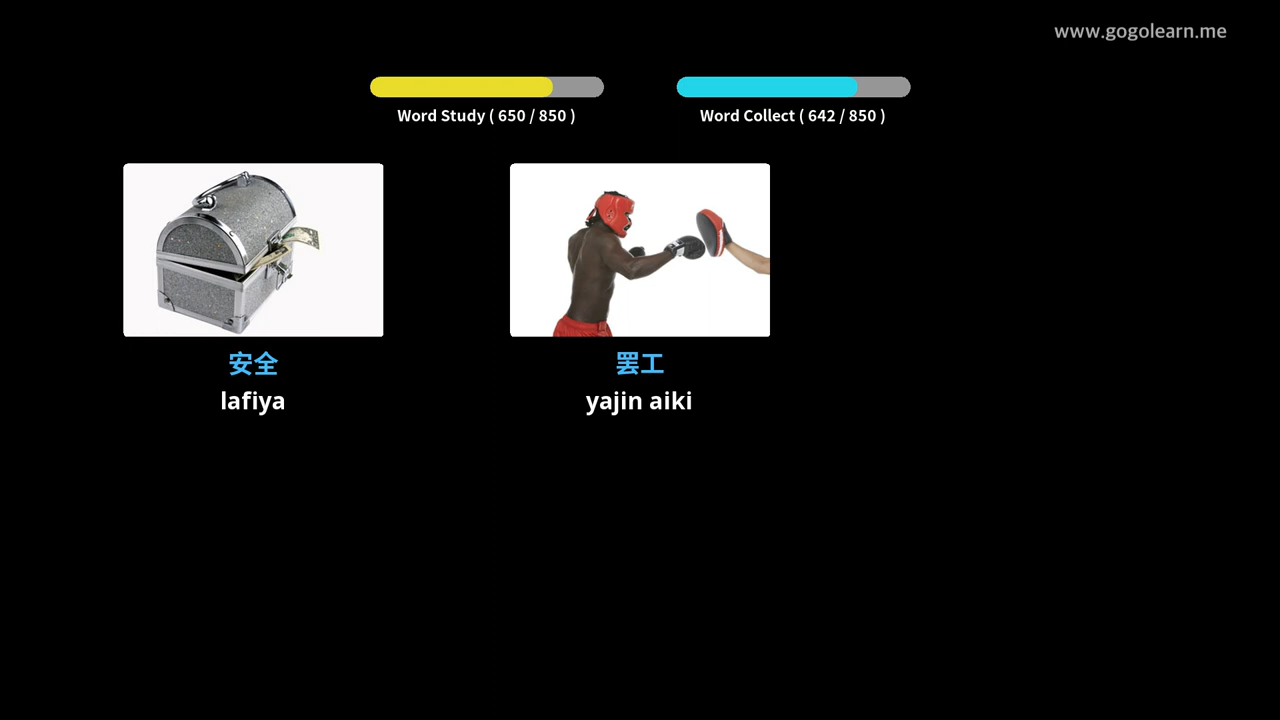 www.gogolearn.me
Word Study ( 650 / 850 )
Word Collect ( 642 / 850 )
安全
lafiya
罢工
yajin aiki